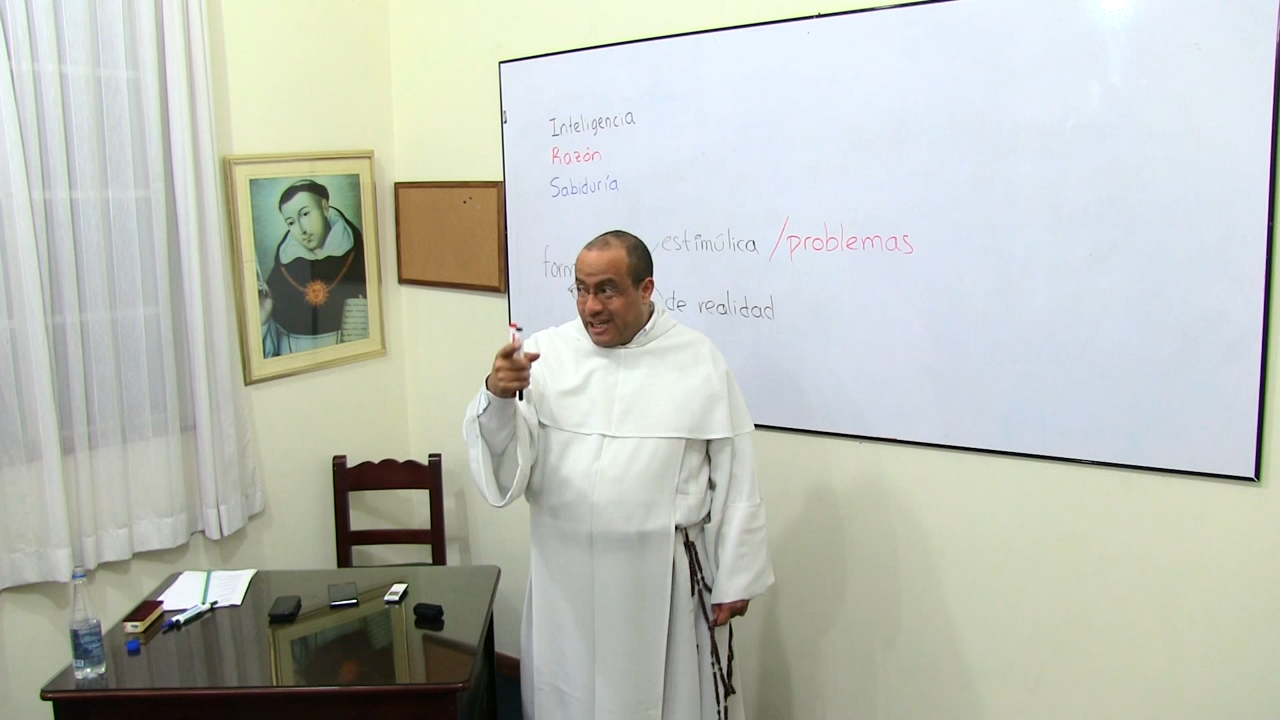 Inteligencia
Razón
Sabiduría
estimúlica /problemas
de realidad